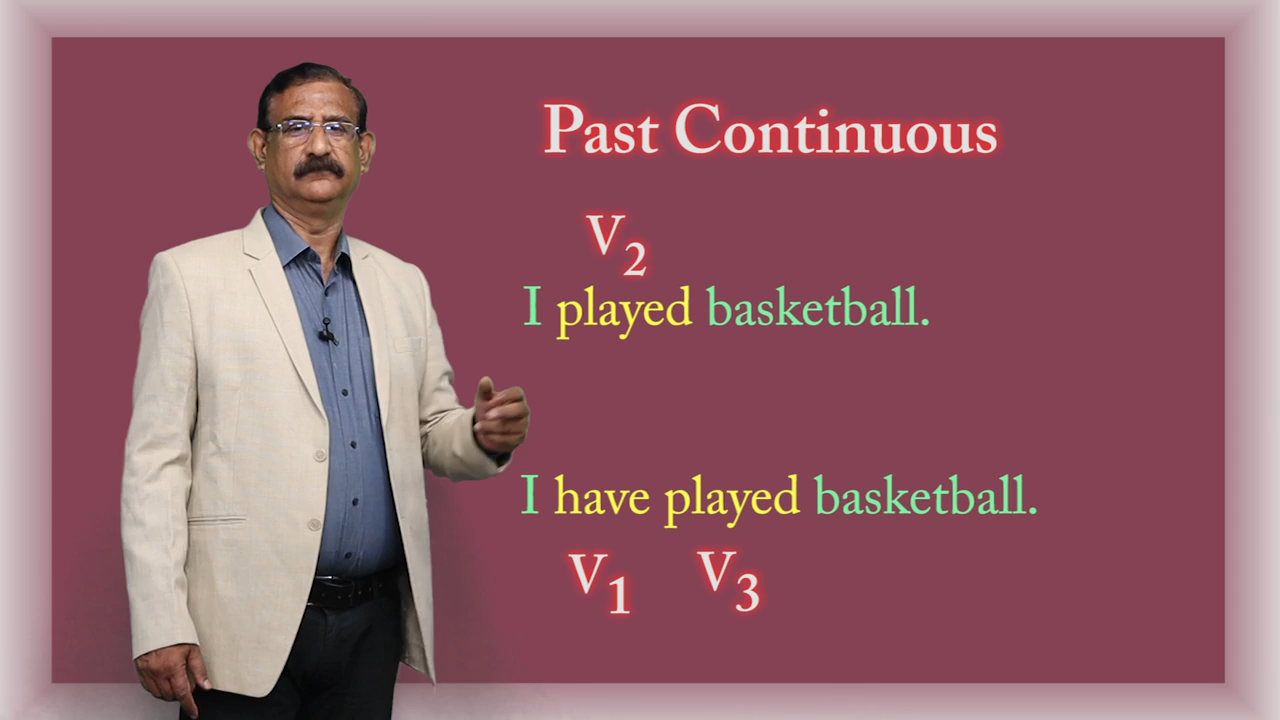 Past Continuous
V2
I played basketball.
I have played basketball.
V1 V3